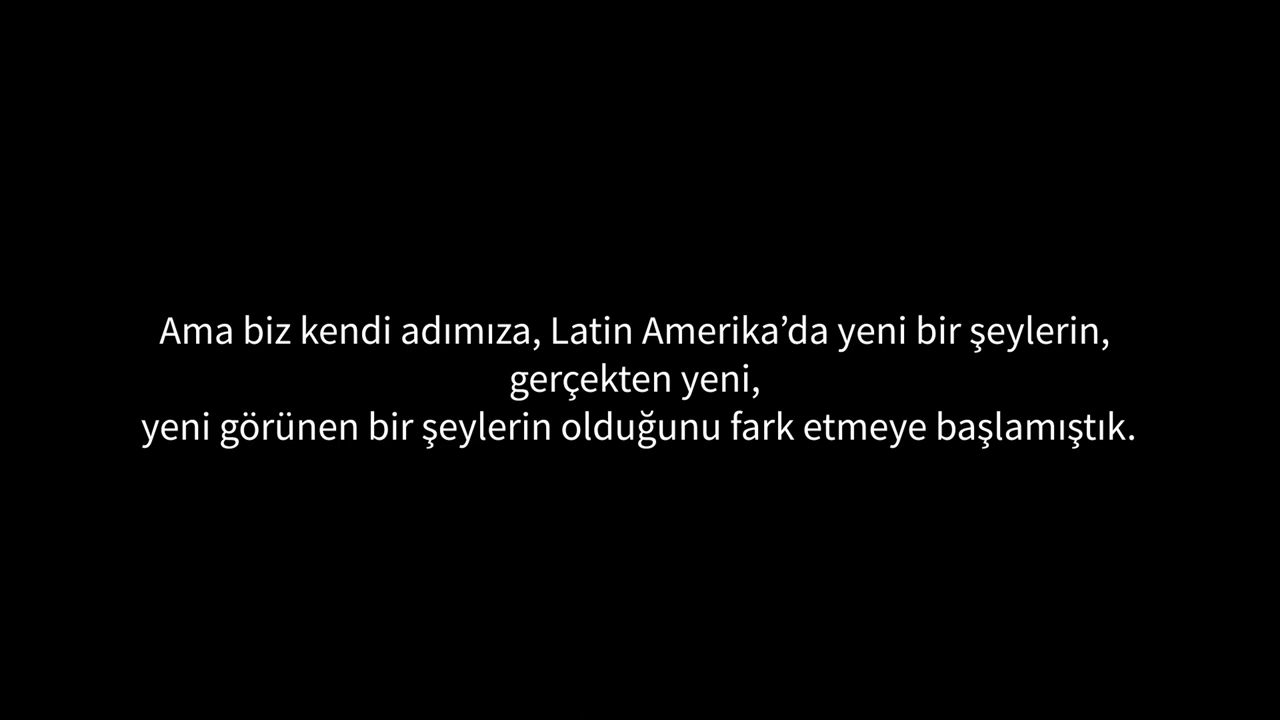 Ama biz kendi adımıza, Latin Amerika’da yeni bir şeylerin,
gerçekten yeni,
yeni görünen bir şeylerin olduğunu fark etmeye başlamıştık.